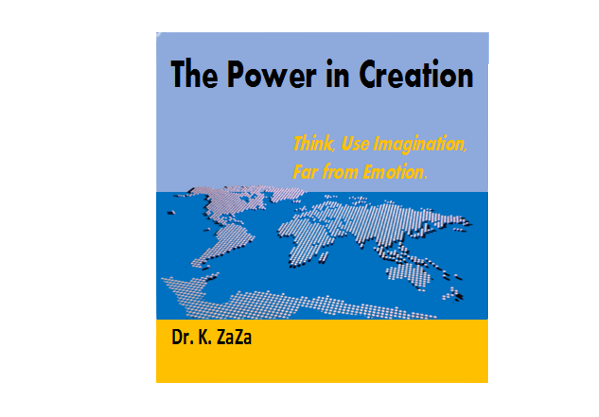 The Power in Creation
Think, Use Imagination,
Far from Emotion.
Dr. K. ZaZa